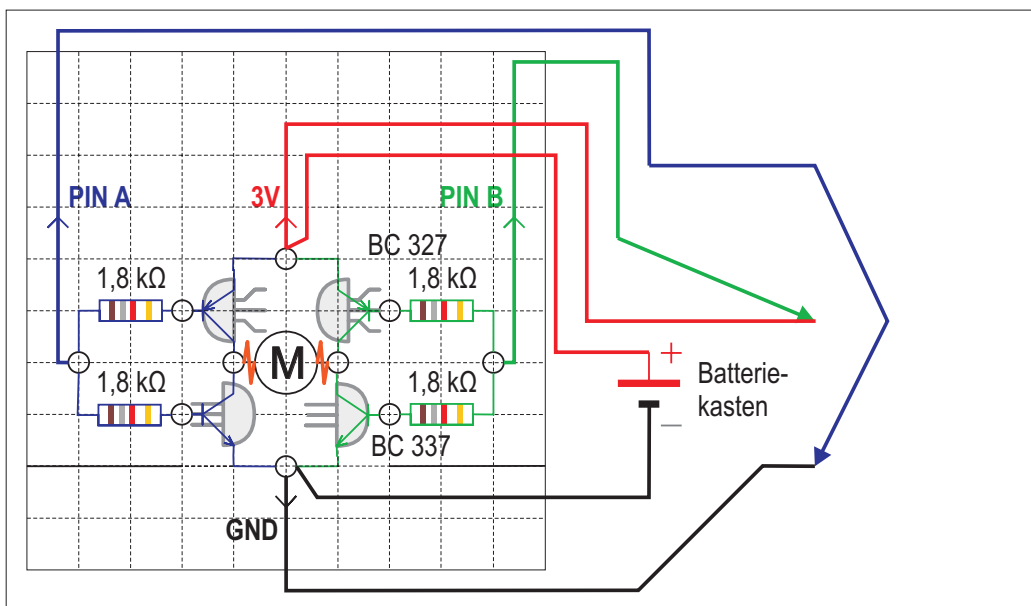 PIN A
3V
PIN B
BC 327
1,8 kΩ
1,8 kΩ
M
+
1,8 kΩ
1,8 kΩ
Batterie-
kasten
—
BC 337
GND